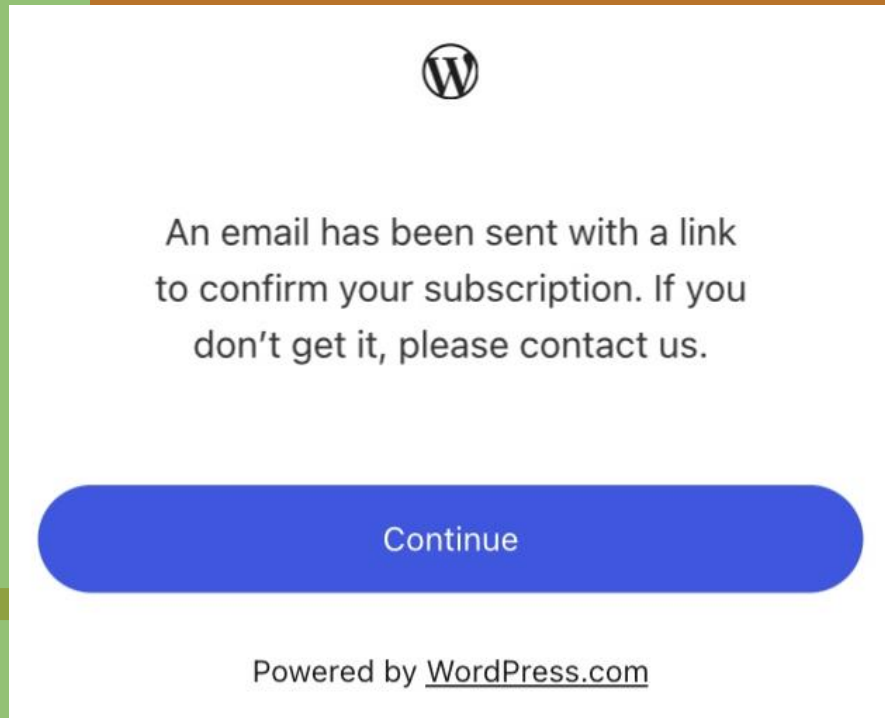 An email has been sent with a link
to confirm your subscription. If you
don’t get it, please contact us.
Continue
Powered by WordPress.com